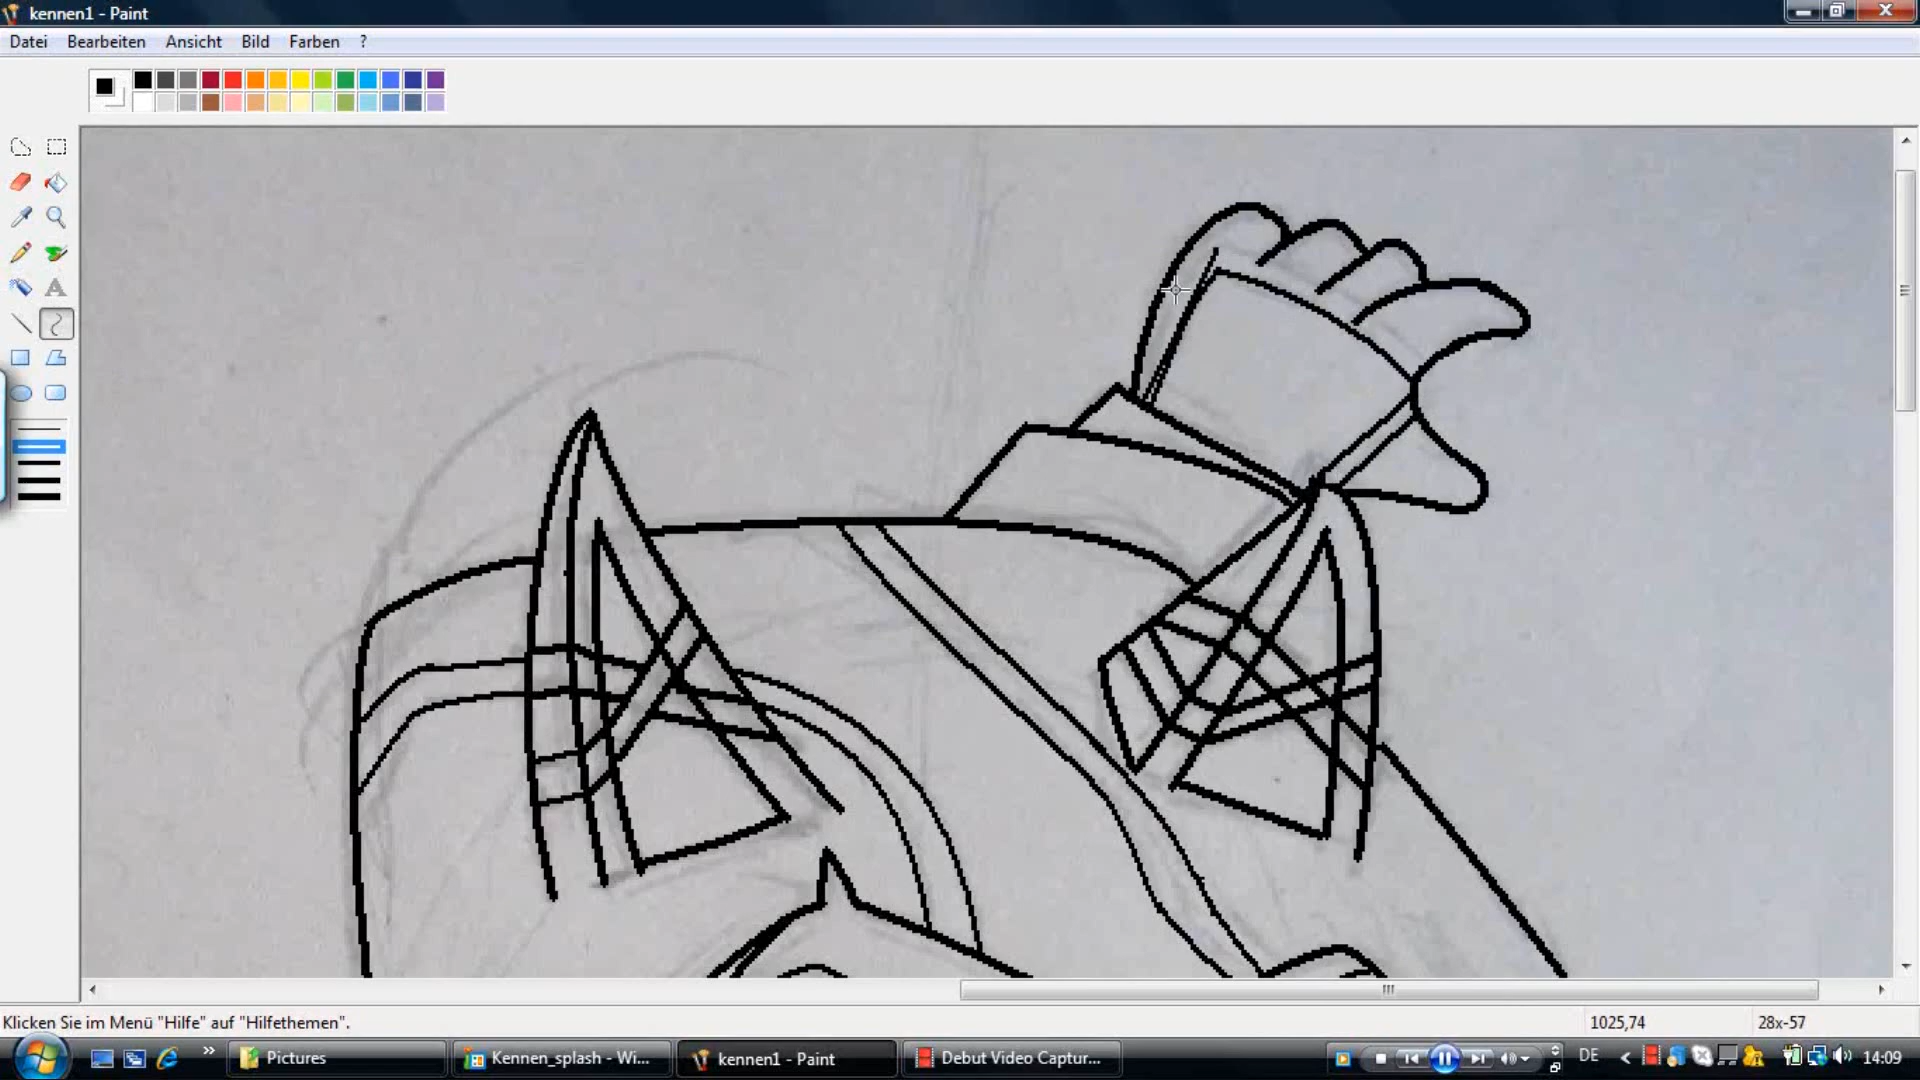 kennen1 - Paint
Datei Bearbeiten Ansicht Bild Farben ?
Klicken Sie im Menü "Hilfe" auf "Hilfethemen".
1025,74
28x-57
Pictures
Kennen_splash - Wi...
kennen1 - Paint
Debut Video Captur...
DE
14:09